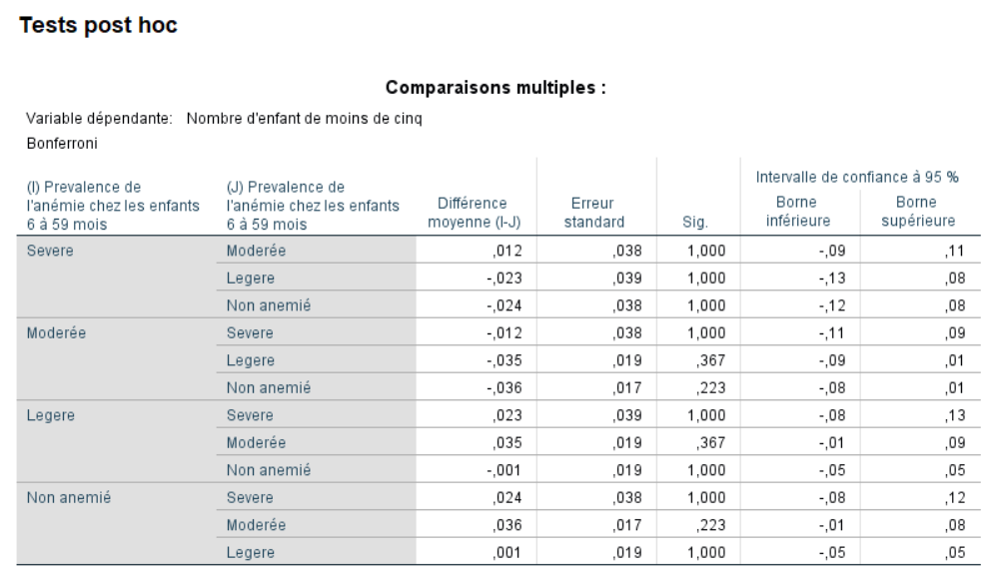 Tests post hoc
Comparaisons multiples :
Variable dépendante: Nombre d'enfant de moins de cinq
Bonferroni
(I) Prevalence de l'anémie chez les enfants 6 à 59 mois (J) Prevalence de l'anémie chez les enfants 6 à 59 mois Différence moyenne (I-J) Erreur standard Sig. Intervalle de confiance à 95 %
Borne inférieure Borne supérieure
Severe Moderée ,012 ,038 1,000 -,09 ,11
Legere -,023 ,039 1,000 -,13 ,08
Non anemié -,024 ,038 1,000 -,12 ,08
Moderée Severe -,012 ,038 1,000 -,11 ,09
Legere -,035 ,019 ,367 -,09 ,01
Non anemié -,036 ,017 ,223 -,08 ,01
Legere Severe ,023 ,039 1,000 -,08 ,13
Moderée ,035 ,019 ,367 -,01 ,09
Non anemié -,001 ,019 1,000 -,05 ,05
Non anemié Severe ,024 ,038 1,000 -,08 ,12
Moderée ,036 ,017 ,223 -,01 ,08
Legere ,001 ,019 1,000 -,05 ,05